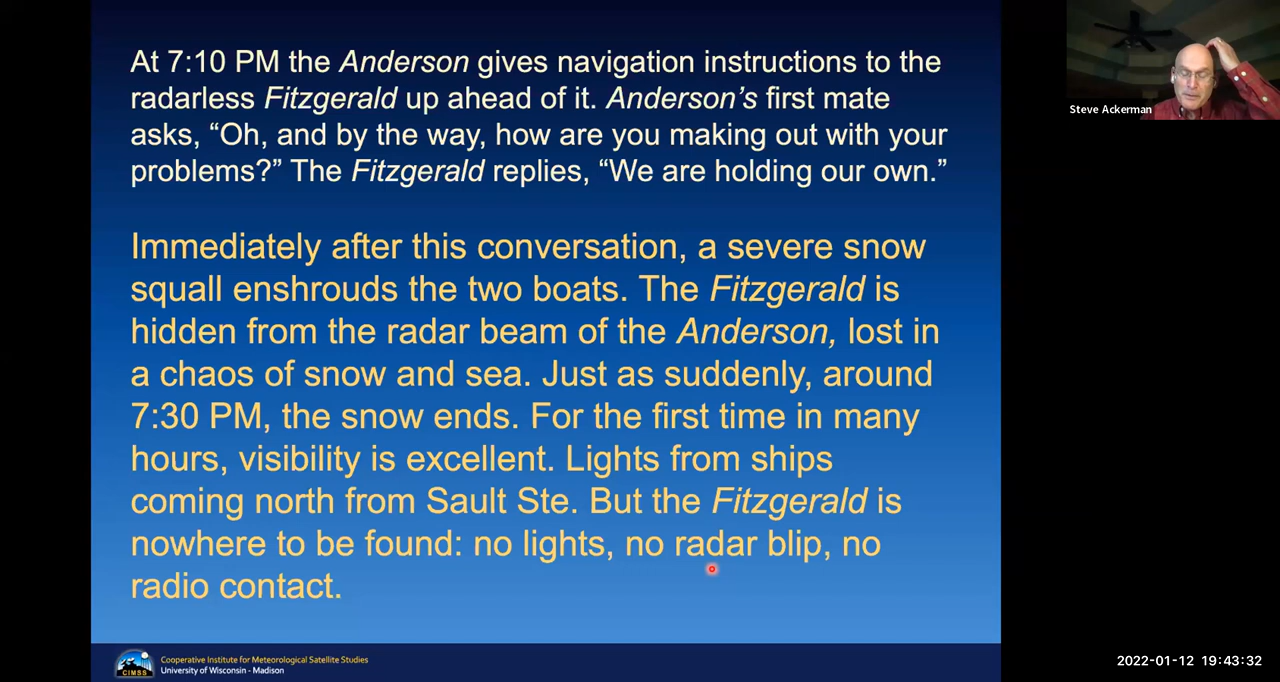 At 7:10 PM the Anderson gives navigation instructions to the
radarless Fitzgerald up ahead of it. Anderson’s first mate
asks, “Oh, and by the way, how are you making out with your
problems?” The Fitzgerald replies, “We are holding our own.”
Immediately after this conversation, a severe snow
squall enshrouds the two boats. The Fitzgerald is
hidden from the radar beam of the Anderson, lost in
a chaos of snow and sea. Just as suddenly, around
7:30 PM, the snow ends. For the first time in many
hours, visibility is excellent. Lights from ships
coming north from Sault Ste. But the Fitzgerald is
nowhere to be found: no lights, no radar blip, no
radio contact.
Steve Ackerman
CIMSS
Cooperative Institute for Meteorological Satellite Studies
University of Wisconsin - Madison
2022-01-12 19:43:32